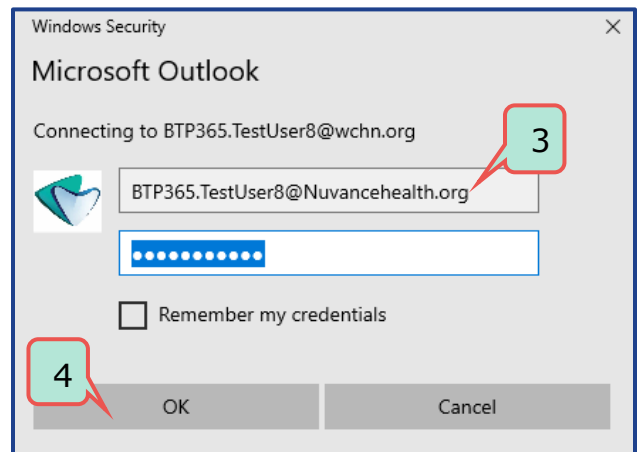 Windows Security
Microsoft Outlook
Connecting to BTP365.TestUser8@wchn.org
3
BTP365.TestUser8@Nuvancehealth.org
●●●●●●●●●●●
Remember my credentials
4
OK
Cancel